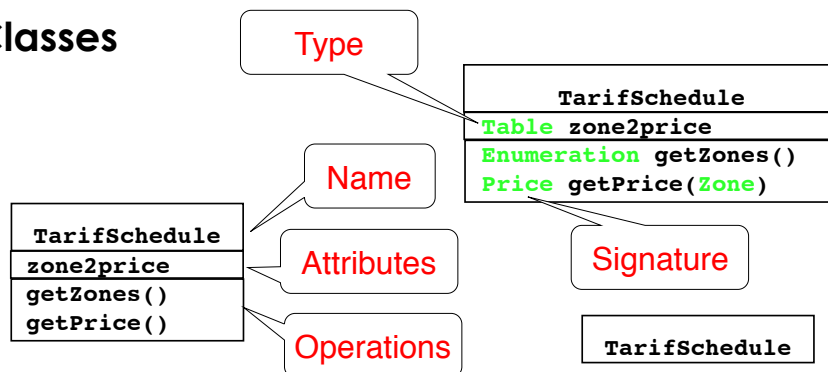 Classes
Type
TarifSchedule
Table zone2price
Enumeration getZones()
Price getPrice(Zone)
Name
TarifSchedule
zone2price
getZones()
getPrice()
Attributes
Operations
Signature
TarifSchedule